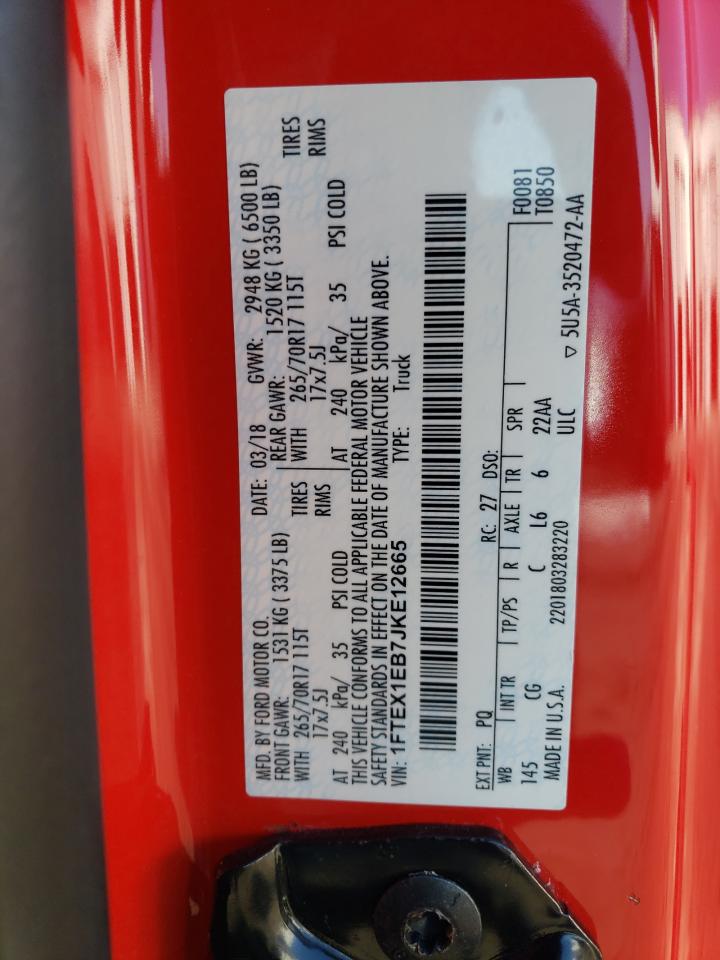 MFD. BY FORD MOTOR CO.
DATE: 03/18 GVWR: 2948 KG ( 6500 LB)
FRONT GAWR: 1531 KG ( 3375 LB)
REAR GAWR: 1520 KG ( 3350 LB)
WITH 265/70R17 115T TIRES
WITH 265/70R17 115T TIRES
17x7.5J RIMS
17x7.5J RIMS
AT 240 kPa/ 35 PSI COLD
AT 240 kPa/ 35 PSI COLD
THIS VEHICLE CONFORMS TO ALL APPLICABLE FEDERAL MOTOR VEHICLE
SAFETY STANDARDS IN EFFECT ON THE DATE OF MANUFACTURE SHOWN ABOVE.
VIN: 1FTEX1EB7JKE12665 TYPE: Truck
EXT PNT: PQ RC: 27 DSO: F0081
WB INT TR TP/PS R AXLE TR SPR T0850
145 CG C L6 6 22AA
MADE IN U.S.A. 2201803283220 ULC
▽ 5U5A-3520472-AA